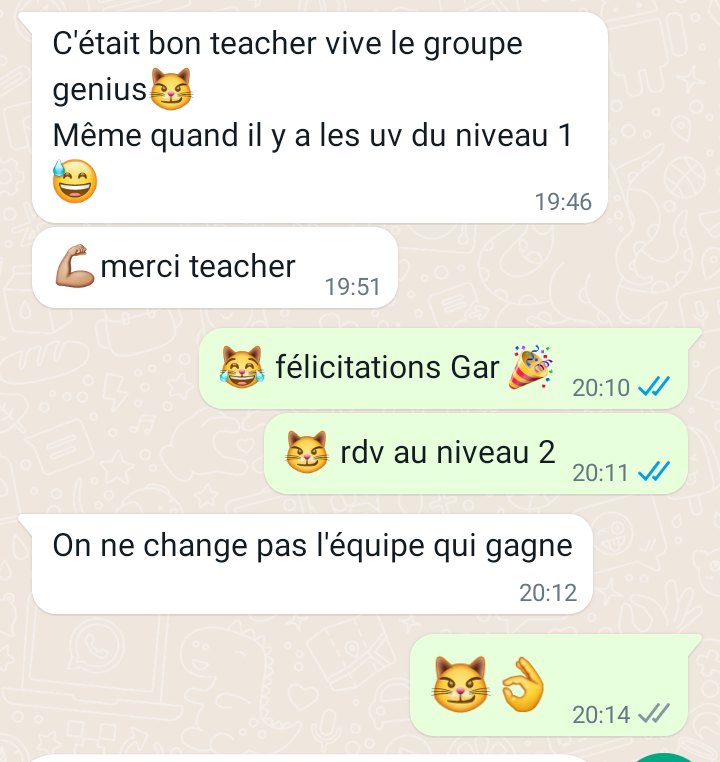 C'était bon teacher vive le groupe
genius😼
Même quand il y a les uv du niveau 1
😅
19:46
💪🏼merci teacher
19:51
😹 félicitations Gar 🎉
20:10
😼 rdv au niveau 2
20:11
On ne change pas l'équipe qui gagne
20:12
😼👌
20:14